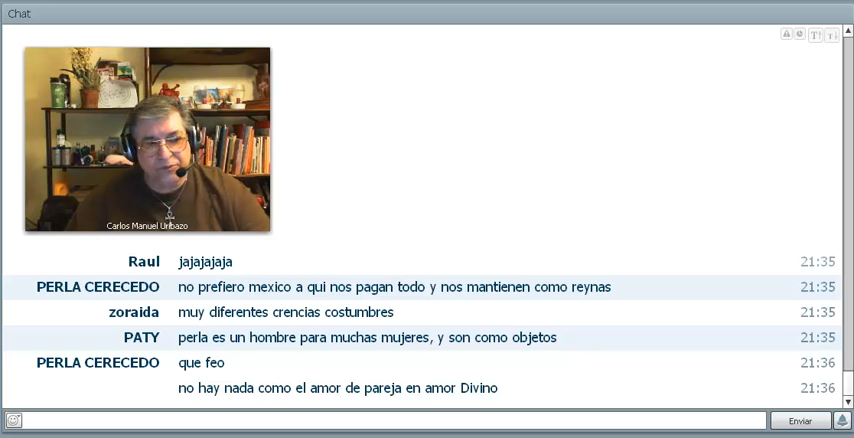 Chat
Carlos Manuel Uribazo
Raul jajajajaja 21:35
PERLA CERECEDO no prefiero mexico a qui nos pagan todo y nos mantienen como reynas 21:35
zoraida muy diferentes crencias costumbres 21:35
PATY perla es un hombre para muchas mujeres, y son como objetos 21:35
PERLA CERECEDO que feo 21:36
no hay nada como el amor de pareja en amor Divino 21:36
Enviar